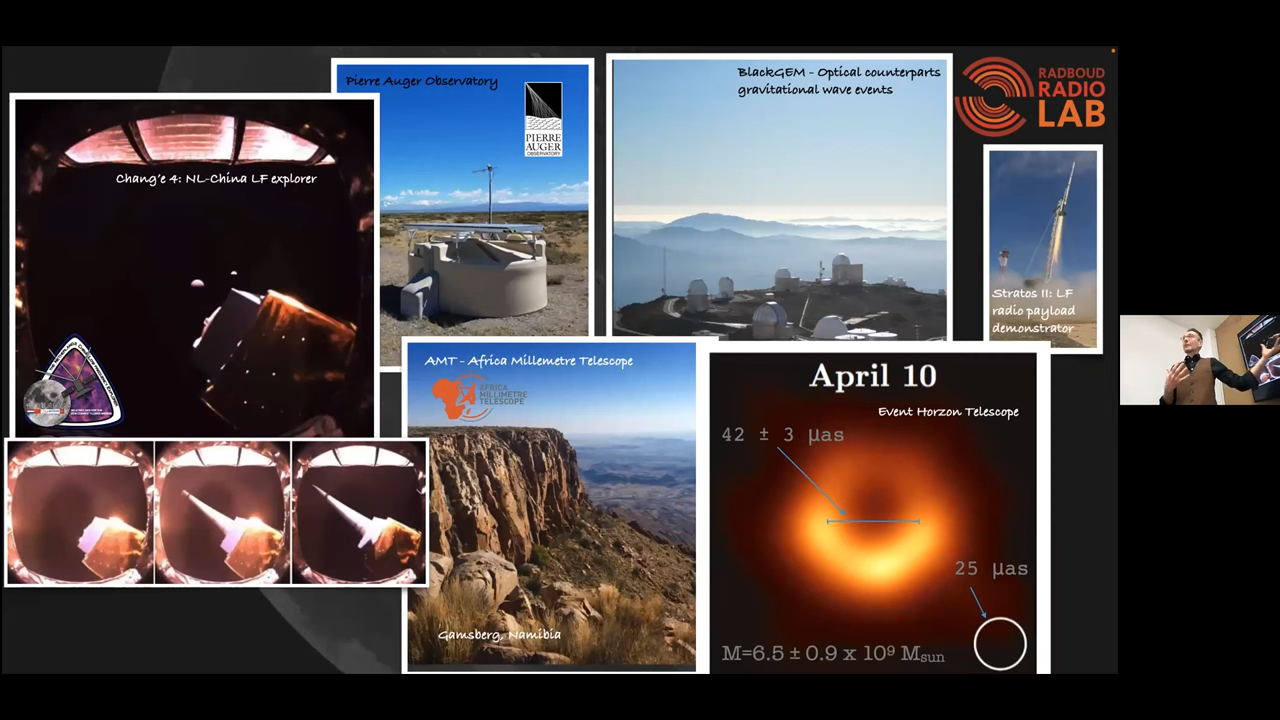 Pierre Auger Observatory
PIERRE
AUGER
OBSERVATORY
BlackGEM - Optical counterparts
gravitational wave events
RADBOUD
RADIO
LAB
Chang'e 4: NL-China LF explorer
Stratos II: LF
radio payload
demonstrator
AMT - Africa Millemetre Telescope
AFRICA
MILLIMETRE
TELESCOPE
Gamsberg, Namibia
April 10
Event Horzon Telescope
42 ± 3 μas
25 μas
M=6.5 ± 0.9 x 10⁹ Msun